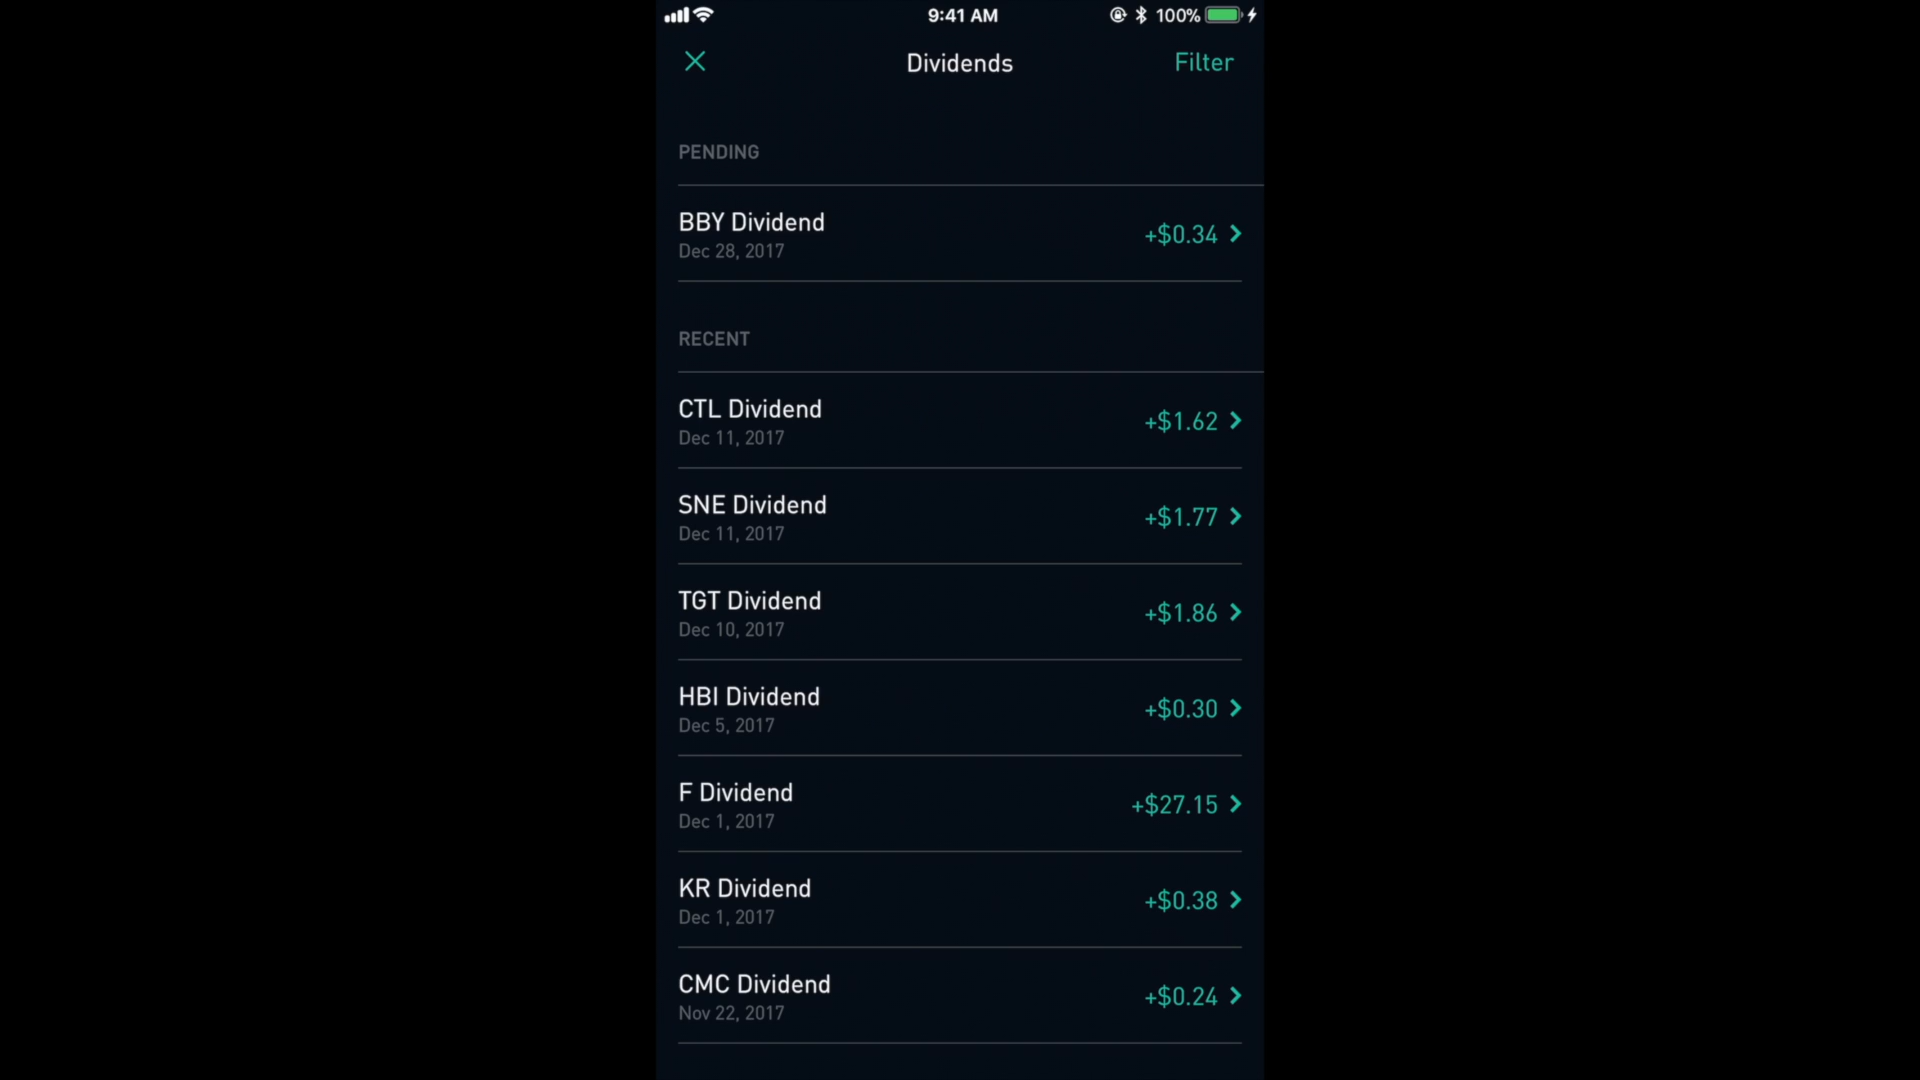 9:41 AM
100%
Dividends
Filter
PENDING
BBY Dividend
+$0.34
Dec 28, 2017
RECENT
CTL Dividend
+$1.62
Dec 11, 2017
SNE Dividend
+$1.77
Dec 11, 2017
TGT Dividend
+$1.86
Dec 10, 2017
HBI Dividend
+$0.30
Dec 5, 2017
F Dividend
+$27.15
Dec 1, 2017
KR Dividend
+$0.38
Dec 1, 2017
CMC Dividend
+$0.24
Nov 22, 2017